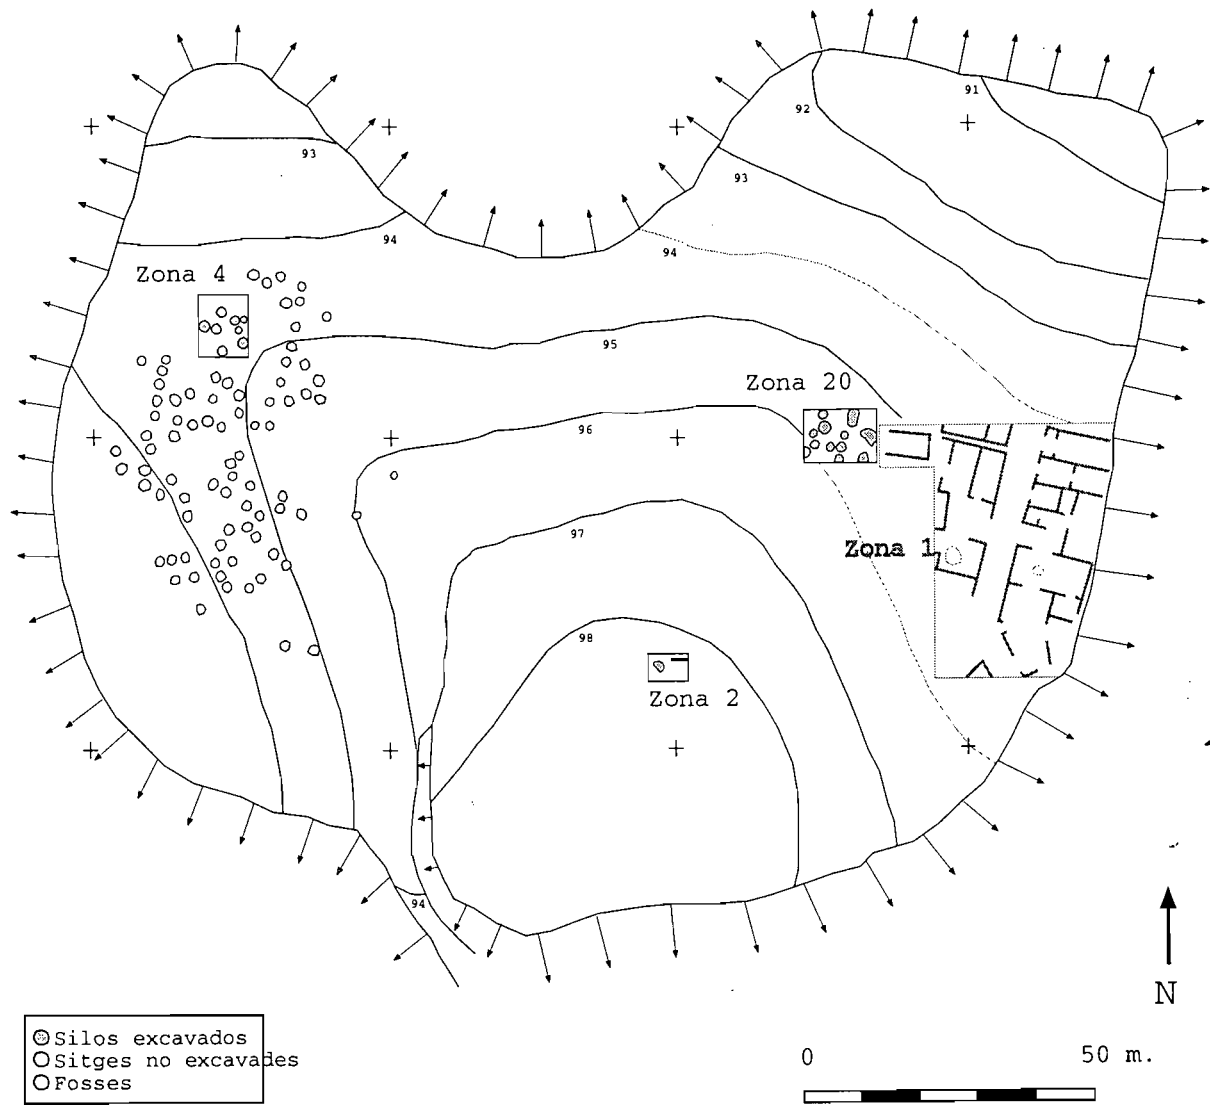 91
92
93
93
94
94
Zona 4
95
Zona 20
96
97
Zona 1
98
Zona 2
94
N
Silos excavados
Sitges no excavades
Fosses
0 50 m.